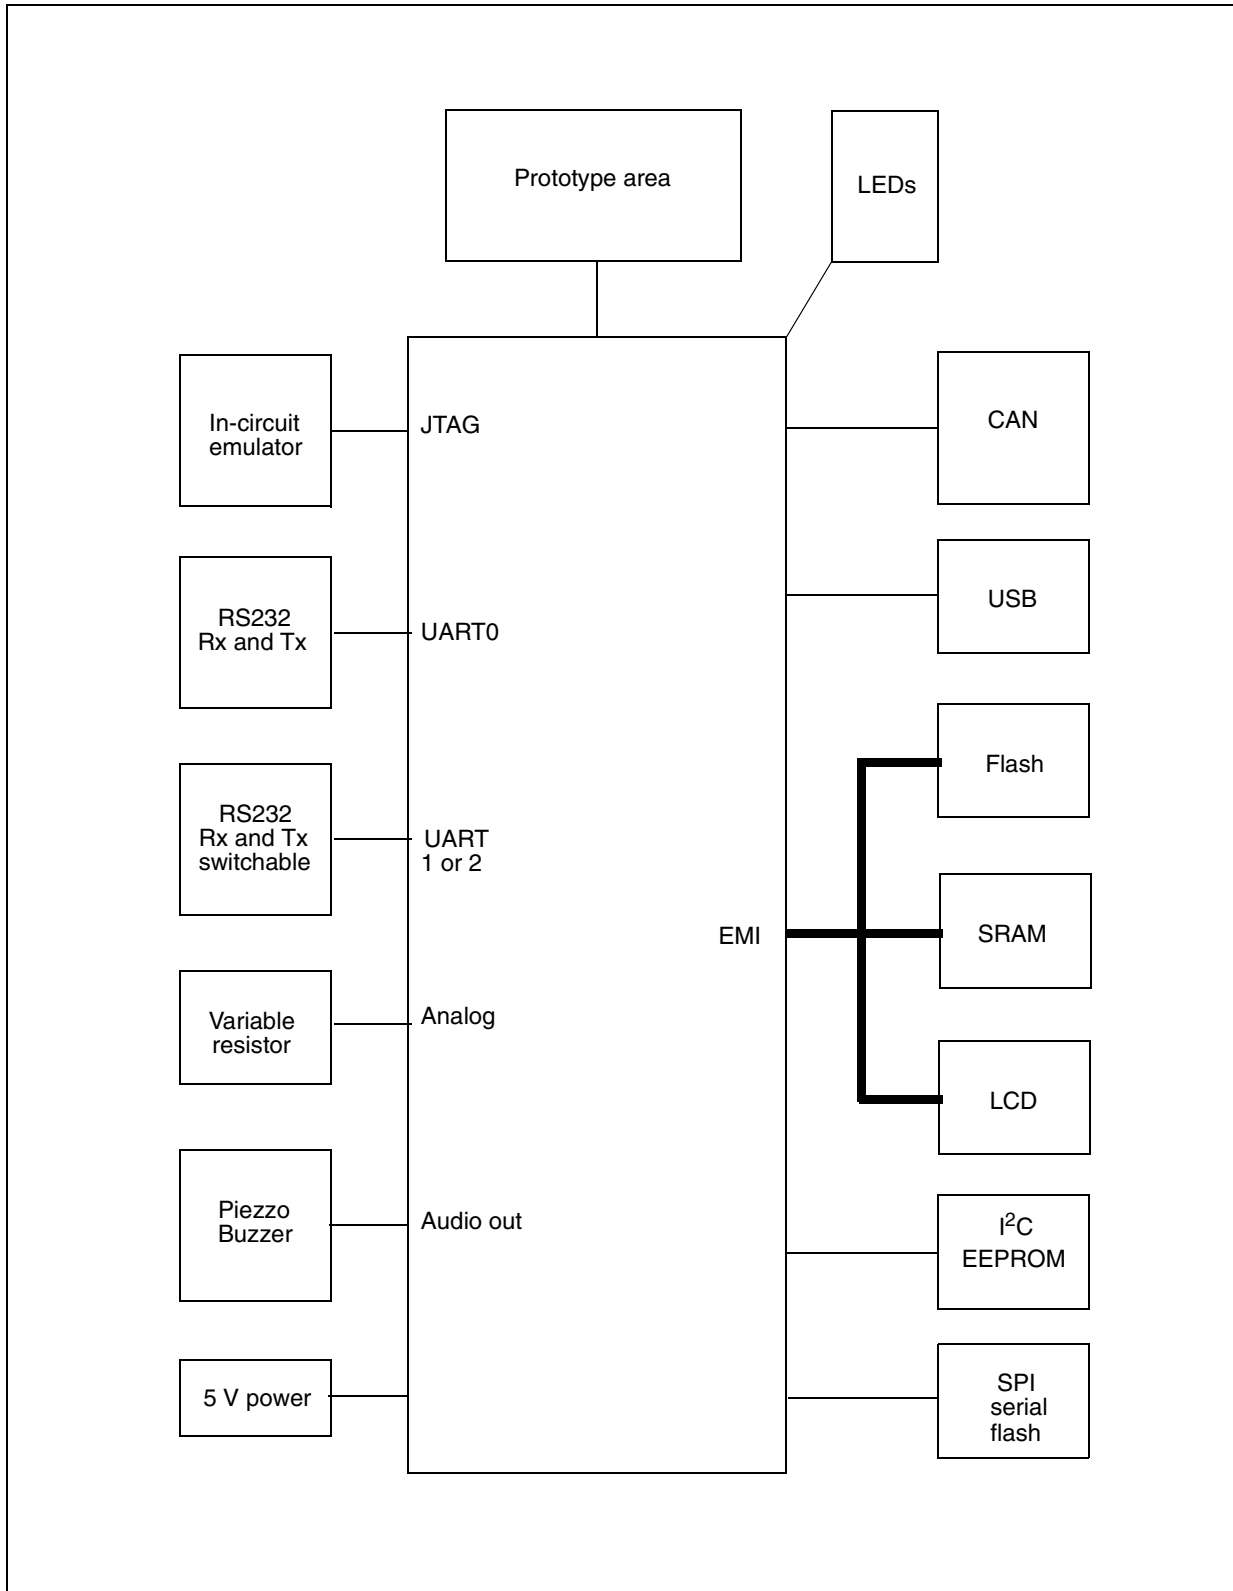 Prototype area
LEDs
In-circuit
emulator
JTAG
CAN
RS232
Rx and Tx
UART0
USB
RS232
Rx and Tx
switchable
UART
1 or 2
Flash
EMI
SRAM
Variable
resistor
Analog
LCD
Piezzo
Buzzer
Audio out
I²C
EEPROM
5 V power
SPI
serial
flash